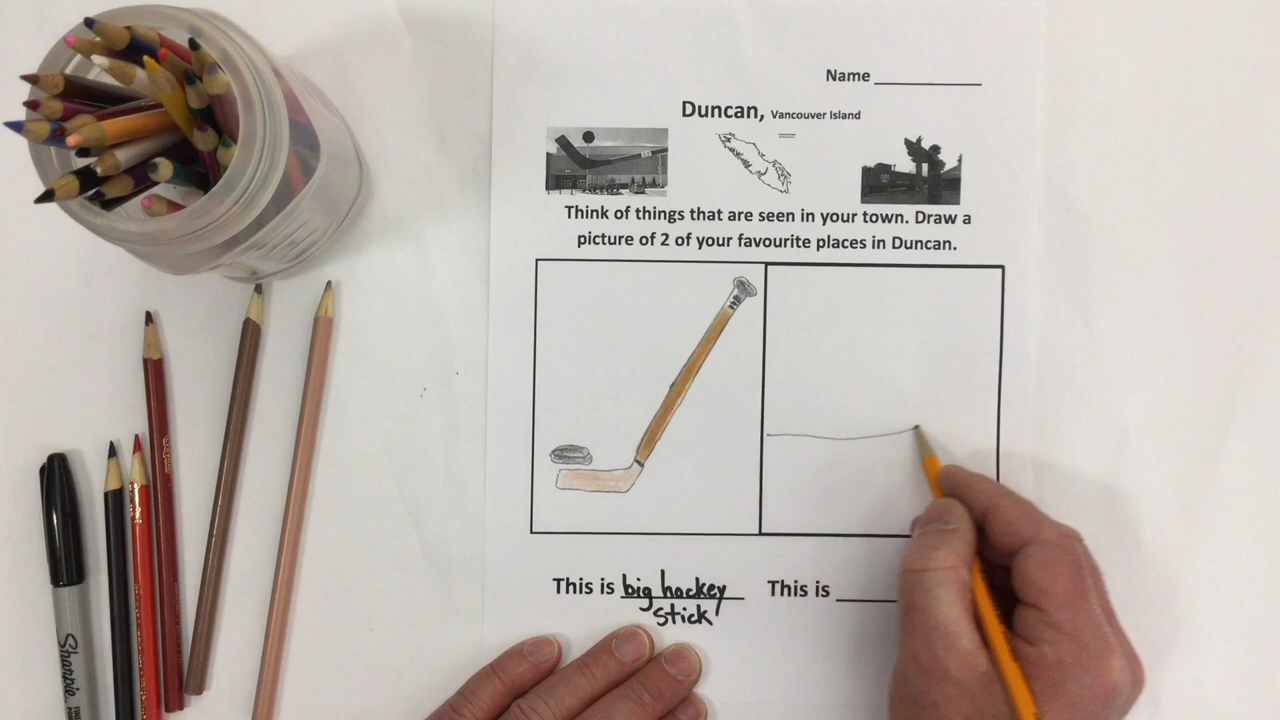 Name
Duncan, Vancouver Island
Think of things that are seen in your town. Draw a
picture of 2 of your favourite places in Duncan.
This is big hockey
stick
This is
Sharpie